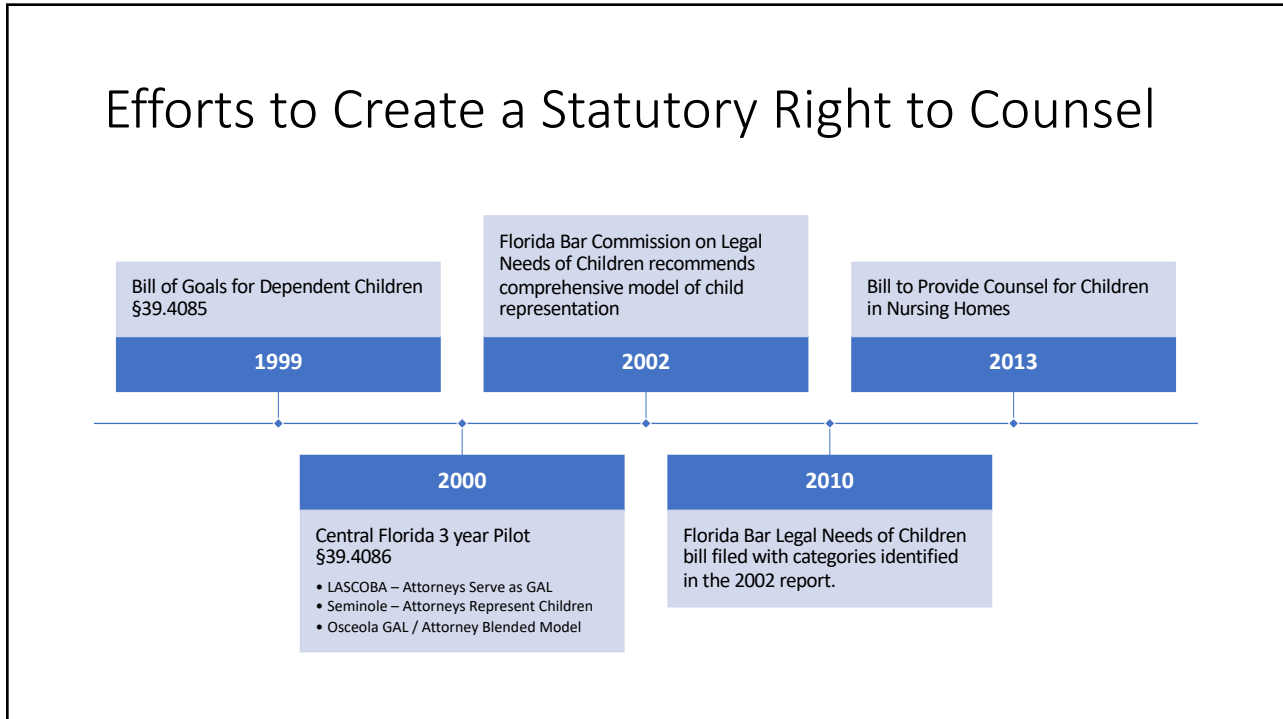 Efforts to Create a Statutory Right to Counsel
Bill of Goals for Dependent Children
§39.4085
1999
Central Florida 3 year Pilot
§39.4086
• LASCOBA – Attorneys Serve as GAL
• Seminole – Attorneys Represent Children
• Osceola GAL / Attorney Blended Model
2000
Florida Bar Commission on Legal
Needs of Children recommends
comprehensive model of child
representation
2002
2010
Florida Bar Legal Needs of Children
bill filed with categories identified
in the 2002 report.
Bill to Provide Counsel for Children
in Nursing Homes
2013